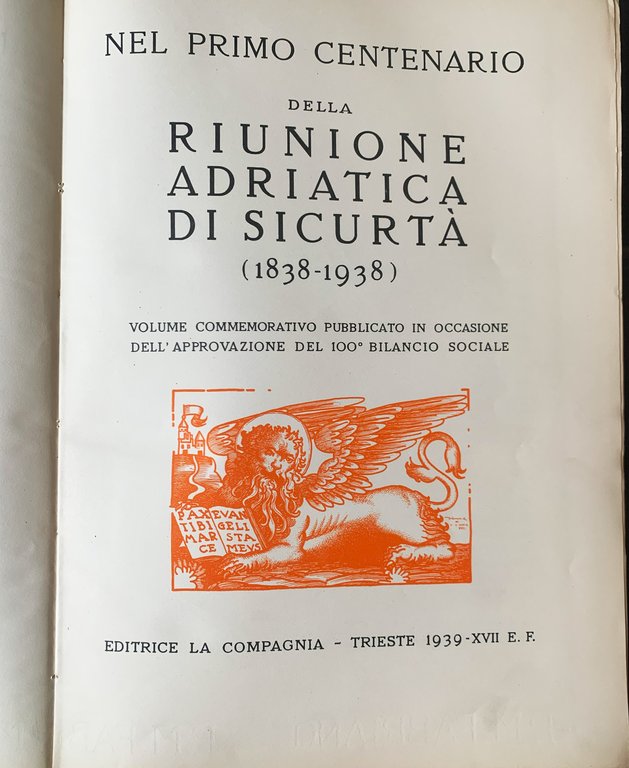 NEL PRIMO CENTENARIO
DELLA
RIUNIONE
ADRIATICA
DI SICURTÀ
(1838-1938)
VOLUME COMMEMORATIVO PUBBLICATO IN OCCASIONE
DELL'APPROVAZIONE DEL 100° BILANCIO SOCIALE
PAX
TIBI
MAR
CE
EVAN
GELI
STA
MEVS
EDITRICE LA COMPAGNIA - TRIESTE 1939-XVII E. F.